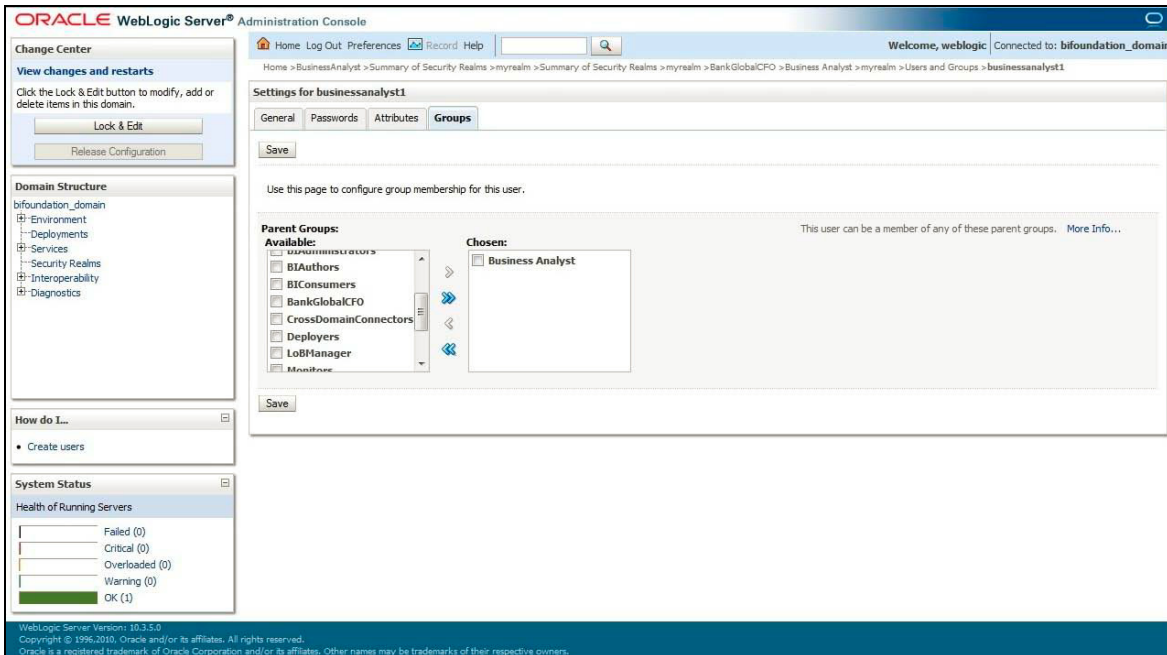 ORACLE WebLogic Server® Administration Console
Change Center
View changes and restarts
Click the Lock & Edit button to modify, add or
delete items in this domain.
Lock & Edit
Release Configuration
Domain Structure
bifoundation_domain
Environment
Deployments
Services
Security Realms
Interoperability
Diagnostics
How do I...
Create users
System Status
Health of Running Servers
Failed (0)
Critical (0)
Overloaded (0)
Warning (0)
OK (1)
Home Log Out Preferences Record Help
Welcome, weblogic Connected to: bifoundation_domain
Home >BusinessAnalyst >Summary of Security Realms >myrealm >Summary of Security Realms >myrealm >BankGlobalCFO >Business Analyst >myrealm >Users and Groups >businessanalyst1
Settings for businessanalyst1
General Passwords Attributes Groups
Save
Use this page to configure group membership for this user.
Parent Groups:
This user can be a member of any of these parent groups. More Info...
Available:
BIAdministrators
BIAuthors
BIConsumers
BankGlobalCFO
CrossDomainConnectors
Deployers
LoBManager
Monitors
Chosen:
Business Analyst
Save
WebLogic Server Version: 10.3.5.0
Copyright © 1996,2010, Oracle and/or its affiliates. All rights reserved.
Oracle is a registered trademark of Oracle Corporation and/or its affiliates. Other names may be trademarks of their respective owners.